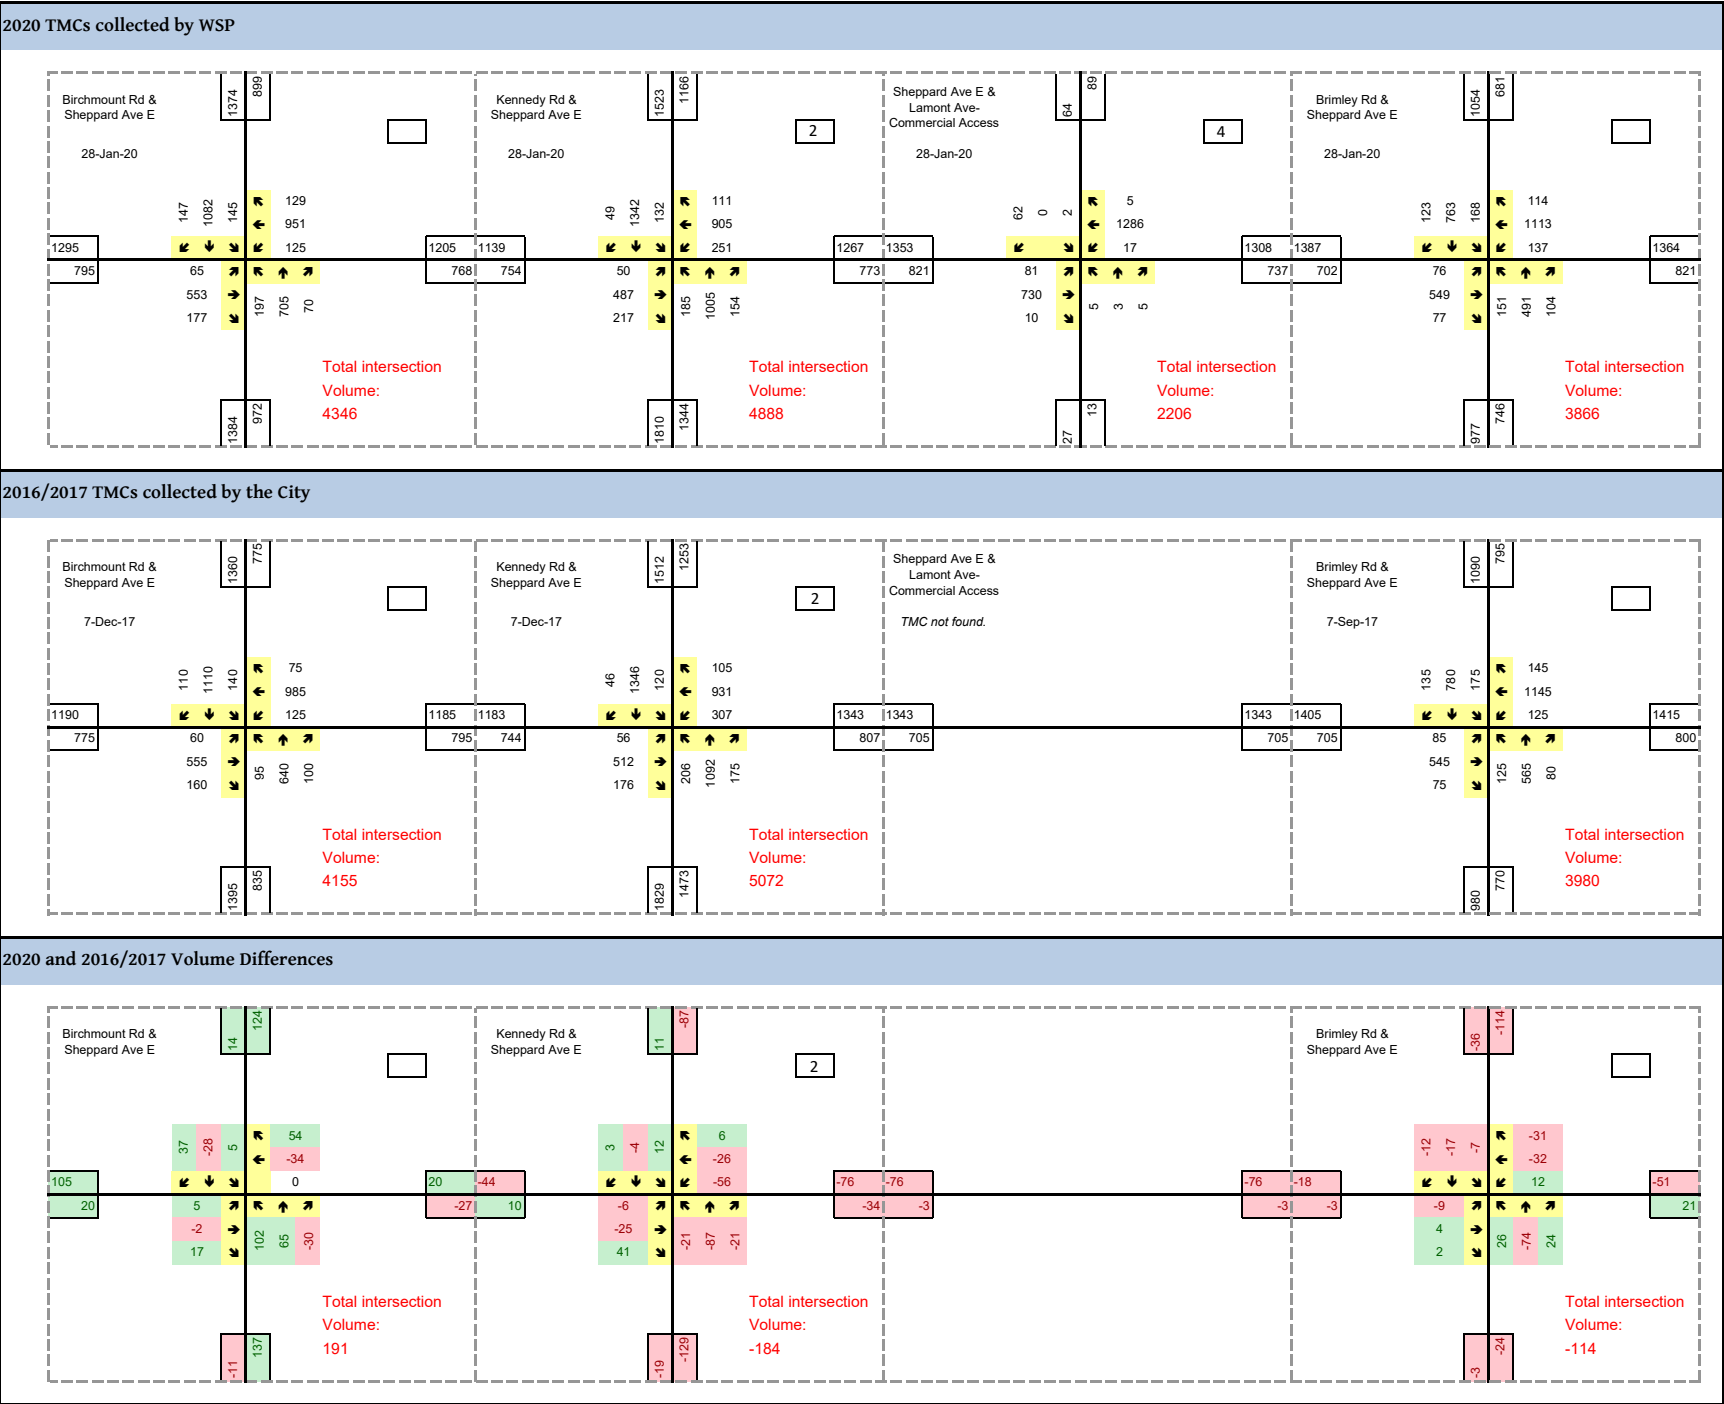 2020 TMCs collected by WSP
Birchmount Rd &
Sheppard Ave E
28-Jan-20
1374 899
147 1082 145
129
951
125
1295
795
65
553
177
197 705 70
1205
768
1384 972
Total intersection
Volume:
4346
Kennedy Rd &
Sheppard Ave E
28-Jan-20
1523 1166
2
49 1342 132
111
905
251
1139
754
50
487
217
185 1005 154
1267
773
1810 1344
Total intersection
Volume:
4888
Sheppard Ave E &
Lamont Ave-
Commercial Access
28-Jan-20
64 89
4
62 0 2
5
1286
17
1353
821
81
730
10
5 3 5
1308
737
27 13
Total intersection
Volume:
2206
Brimley Rd &
Sheppard Ave E
28-Jan-20
1054 681
123 763 168
114
1113
137
1387
702
76
549
77
151 491 104
1364
821
977 746
Total intersection
Volume:
3866
2016/2017 TMCs collected by the City
Birchmount Rd &
Sheppard Ave E
7-Dec-17
1360 775
110 1110 140
75
985
125
1190
775
60
555
160
95 640 100
1185
795
1395 835
Total intersection
Volume:
4155
Kennedy Rd &
Sheppard Ave E
7-Dec-17
1512 1253
2
46 1346 120
105
931
307
1183
744
56
512
176
206 1092 175
1343
807
1829 1473
Total intersection
Volume:
5072
Sheppard Ave E &
Lamont Ave-
Commercial Access
TMC not found.
1343
705
1343
705
Brimley Rd &
Sheppard Ave E
7-Sep-17
1090 795
135 780 175
145
1145
125
1405
705
85
545
75
125 565 80
1415
800
980 770
Total intersection
Volume:
3980
2020 and 2016/2017 Volume Differences
Birchmount Rd &
Sheppard Ave E
14 124
37 -28 5
54
-34
0
105
20
5
-2
17
102 65 -30
20
-27
-11 137
Total intersection
Volume:
191
Kennedy Rd &
Sheppard Ave E
11 -87
2
3 -4 12
6
-26
-56
-44
10
-6
-25
41
-21 -87 -21
-76
-34
-19 -129
Total intersection
Volume:
-184
-76
-3
-76
-3
Brimley Rd &
Sheppard Ave E
-36 -114
-12 -17 -7
-31
-32
12
-18
-3
-9
4
2
26 -74 24
-51
21
-3 -24
Total intersection
Volume:
-114